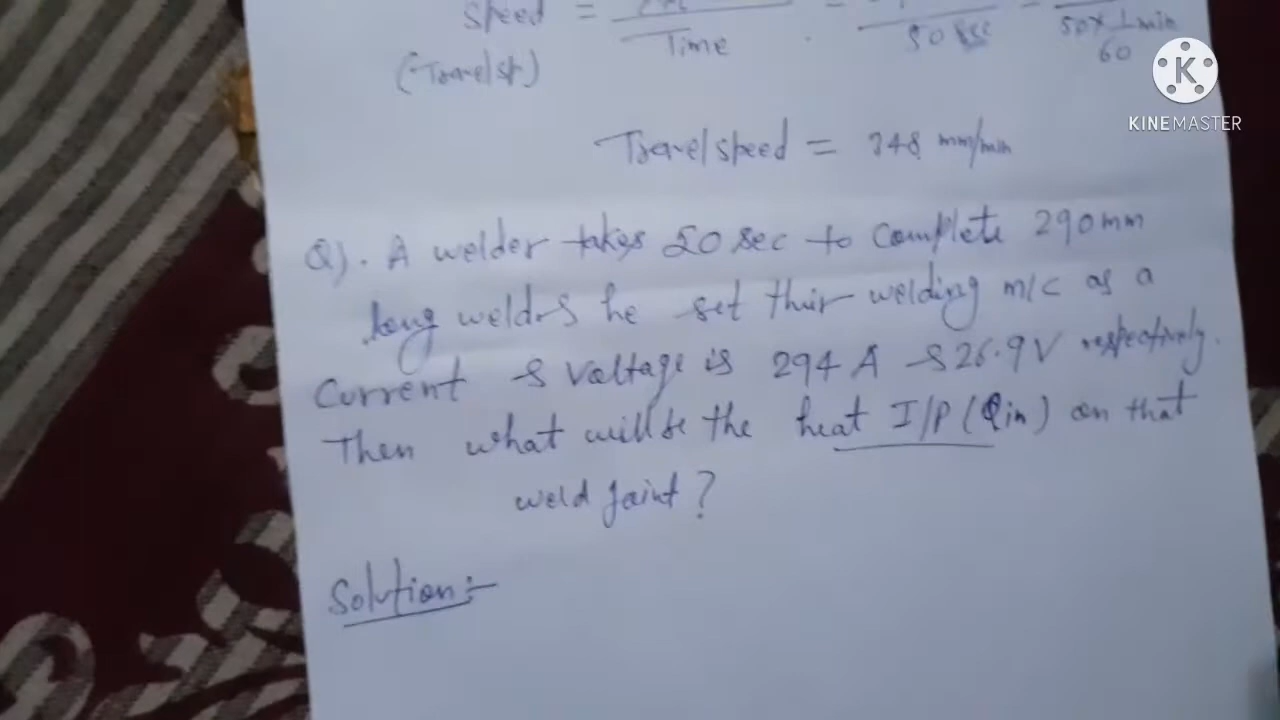 Speed =
Time
50 sec
50 × 1 min
60
(Travel sp)
K
KINEMASTER
Travel speed = 348 mm/min
Q). A welder takes 50 sec to complete 290 mm
long welds he set their welding m/c as a
Current & Voltage is 294 A & 26.9V respectively.
Then what will be the heat I/P (Qin) on that
weld joint?
Solution:-